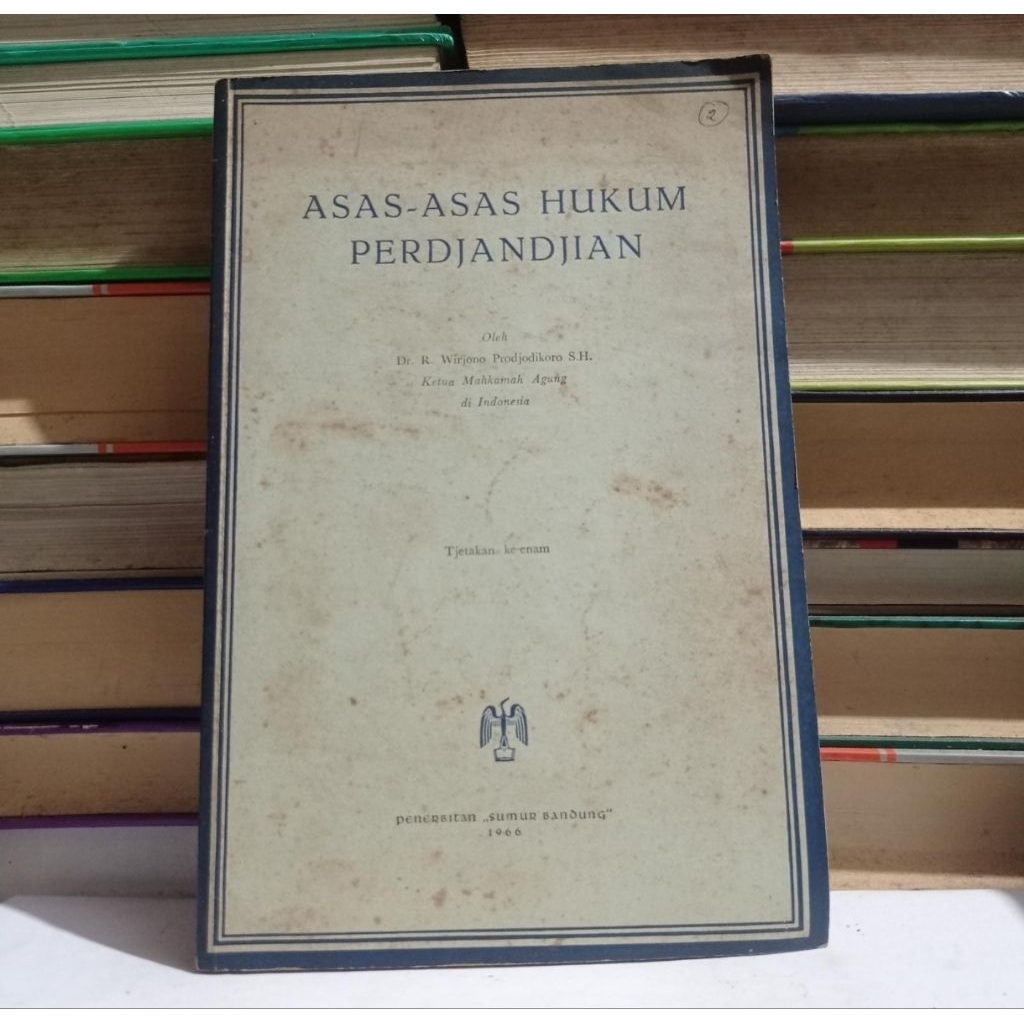 2
ASAS-ASAS HUKUM
PERDJANDJIAN
Oleh
Dr. R. Wirjono Prodjodikoro S.H.
Ketua Mahkamah Agung
di Indonesia
Tjetakan ke-enam
PENERBITAN „SUMUR BANDUNG"
1966